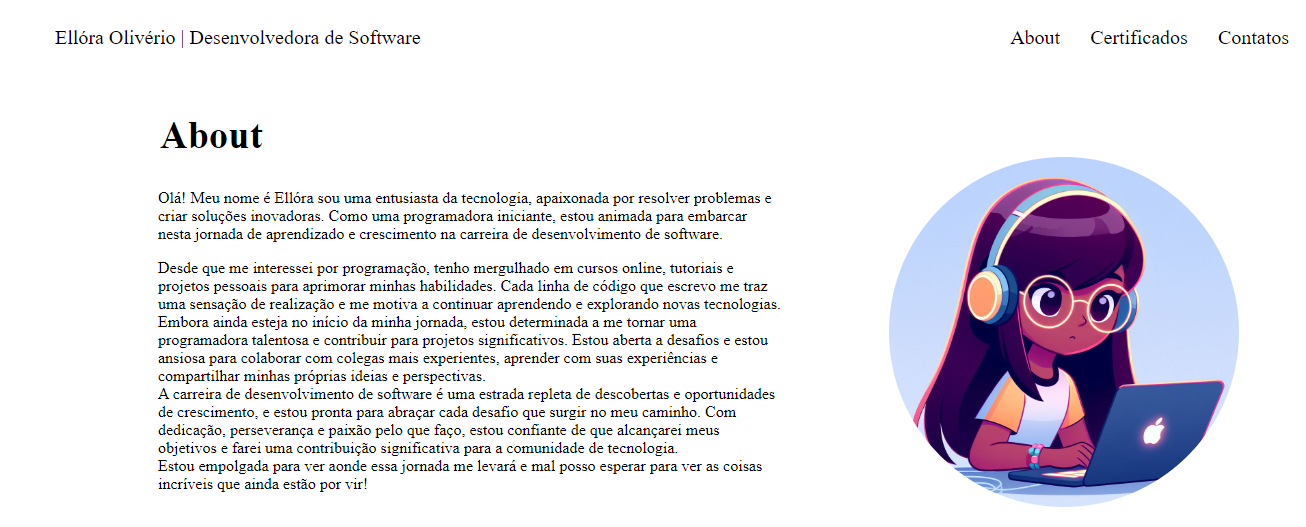 Ellóra Olivério | Desenvolvedora de Software
About Certificados Contatos
About
Olá! Meu nome é Ellóra sou uma entusiasta da tecnologia, apaixonada por resolver problemas e
criar soluções inovadoras. Como uma programadora iniciante, estou animada para embarcar
nesta jornada de aprendizado e crescimento na carreira de desenvolvimento de software.
Desde que me interessei por programação, tenho mergulhado em cursos online, tutoriais e
projetos pessoais para aprimorar minhas habilidades. Cada linha de código que escrevo me traz
uma sensação de realização e me motiva a continuar aprendendo e explorando novas tecnologias.
Embora ainda esteja no início da minha jornada, estou determinada a me tornar uma
programadora talentosa e contribuir para projetos significativos. Estou aberta a desafios e estou
ansiosa para colaborar com colegas mais experientes, aprender com suas experiências e
compartilhar minhas próprias ideias e perspectivas.
A carreira de desenvolvimento de software é uma estrada repleta de descobertas e oportunidades
de crescimento, e estou pronta para abraçar cada desafio que surgir no meu caminho. Com
dedicação, perseverança e paixão pelo que faço, estou confiante de que alcançarei meus
objetivos e farei uma contribuição significativa para a comunidade de tecnologia.
Estou empolgada para ver aonde essa jornada me levará e mal posso esperar para ver as coisas
incríveis que ainda estão por vir!